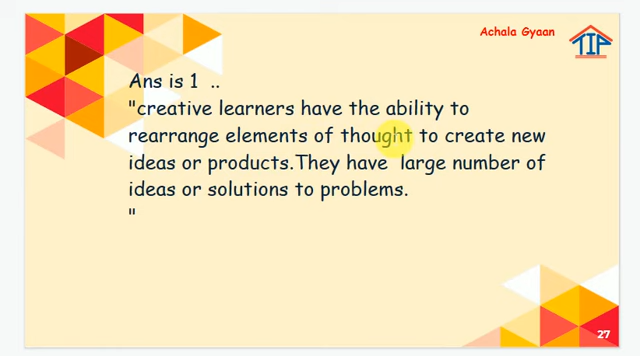 Achala Gyaan
TIP
Ans is 1 ..
"creative learners have the ability to
rearrange elements of thought to create new
ideas or products.They have large number of
ideas or solutions to problems.
"
27